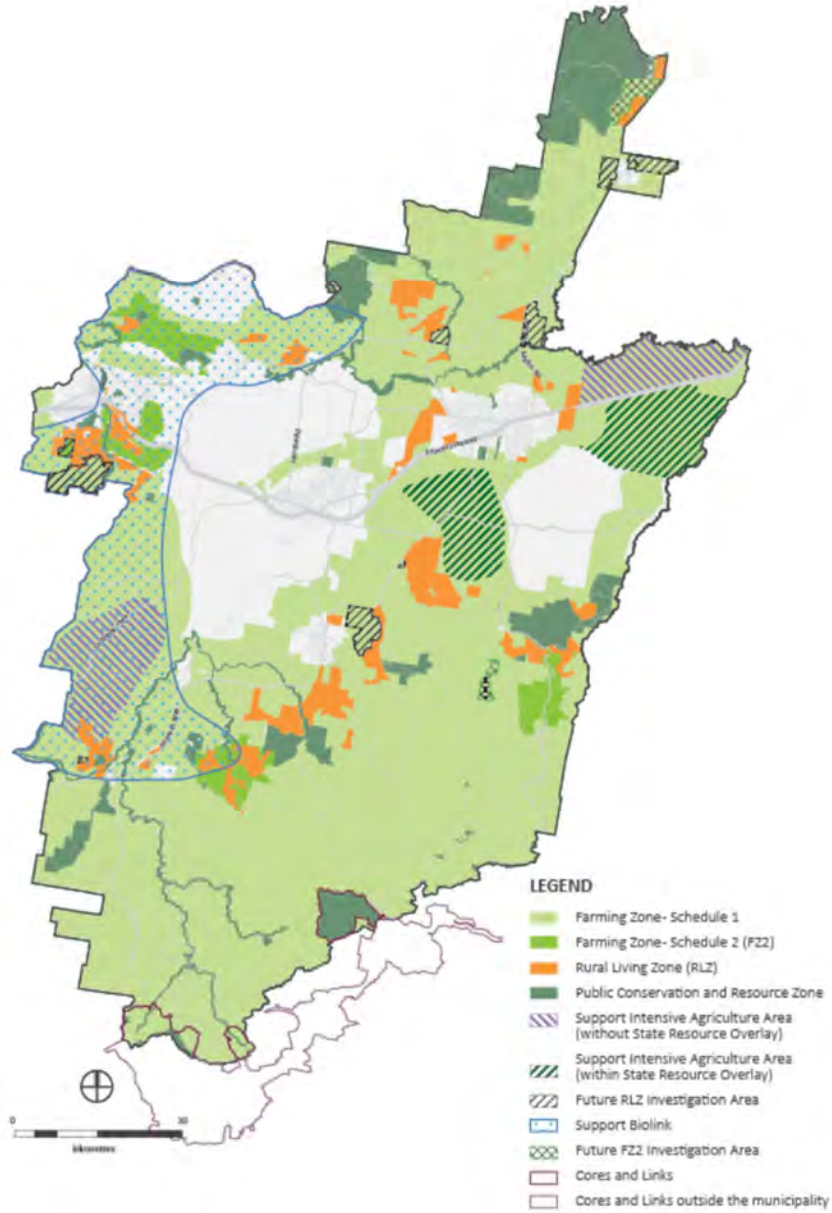 LEGEND
Farming Zone- Schedule 1
Farming Zone- Schedule 2 (FZ2)
Rural Living Zone (RLZ)
Public Conservation and Resource Zone
Support Intensive Agriculture Area
(without State Resource Overlay)
Support Intensive Agriculture Area
(within State Resource Overlay)
Future RLZ Investigation Area
Support Biolink
Future FZ2 Investigation Area
Cores and Links
Cores and Links outside the municipality
0
kilometres